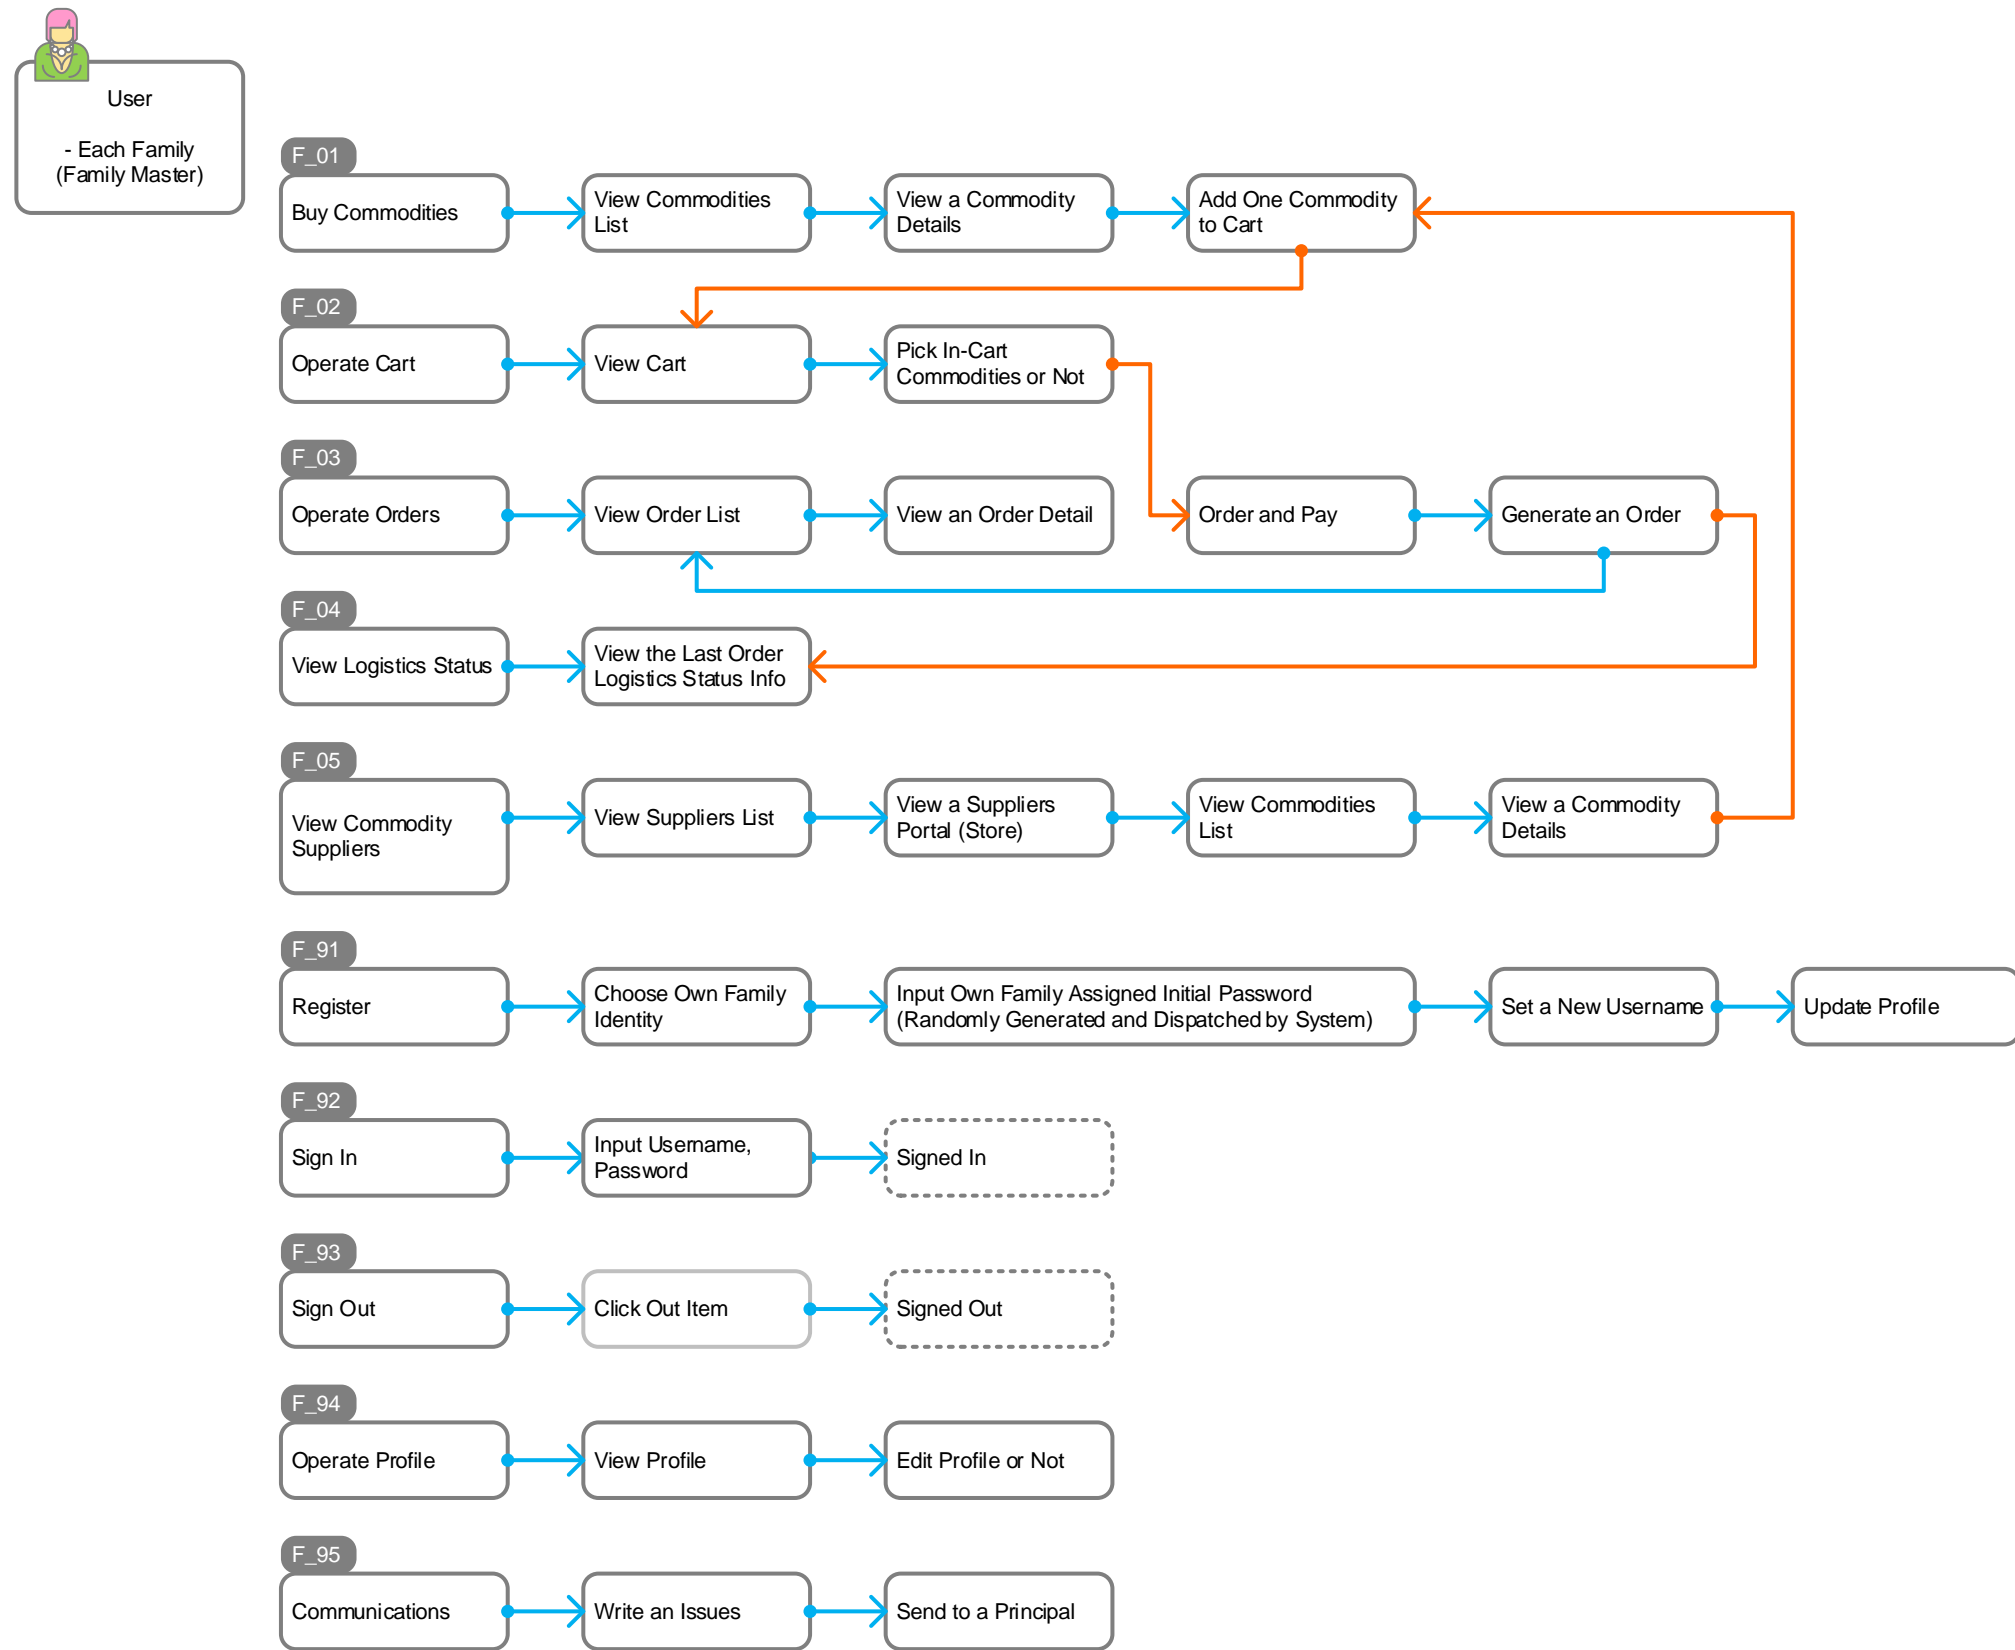 User
- Each Family
(Family Master)
F_01
Buy Commodities
View Commodities
List
View a Commodity
Details
Add One Commodity
to Cart
F_02
Operate Cart
View Cart
Pick In-Cart
Commodities or Not
F_03
Operate Orders
View Order List
View an Order Detail
Order and Pay
Generate an Order
F_04
View Logistics Status
View the Last Order
Logistics Status Info
F_05
View Commodity
Suppliers
View Suppliers List
View a Suppliers
Portal (Store)
View Commodities
List
View a Commodity
Details
F_91
Register
Choose Own Family
Identity
Input Own Family Assigned Initial Password
(Randomly Generated and Dispatched by System)
Set a New Username
Update Profile
F_92
Sign In
Input Username,
Password
Signed In
F_93
Sign Out
Click Out Item
Signed Out
F_94
Operate Profile
View Profile
Edit Profile or Not
F_95
Communications
Write an Issues
Send to a Principal